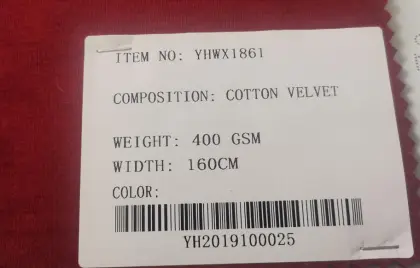 ITEM NO: YHWX1861
COMPOSITION: COTTON VELVET
WEIGHT: 400 GSM
WIDTH: 160CM
COLOR:
YH2019100025